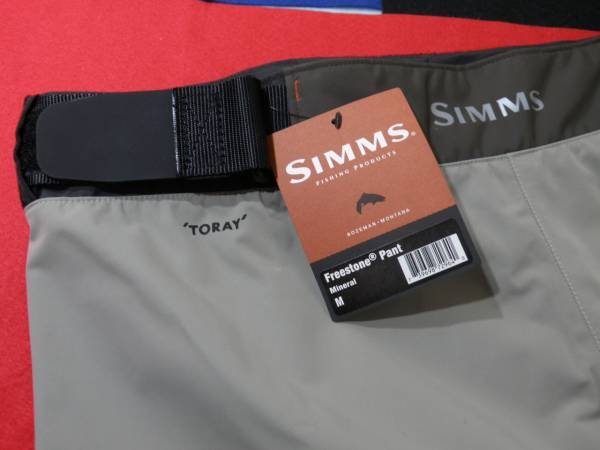 SIMMS
SIMMS®
FISHING PRODUCTS
BOZEMAN•MONTANA
'TORAY'
Freestone® Pant
Mineral
M